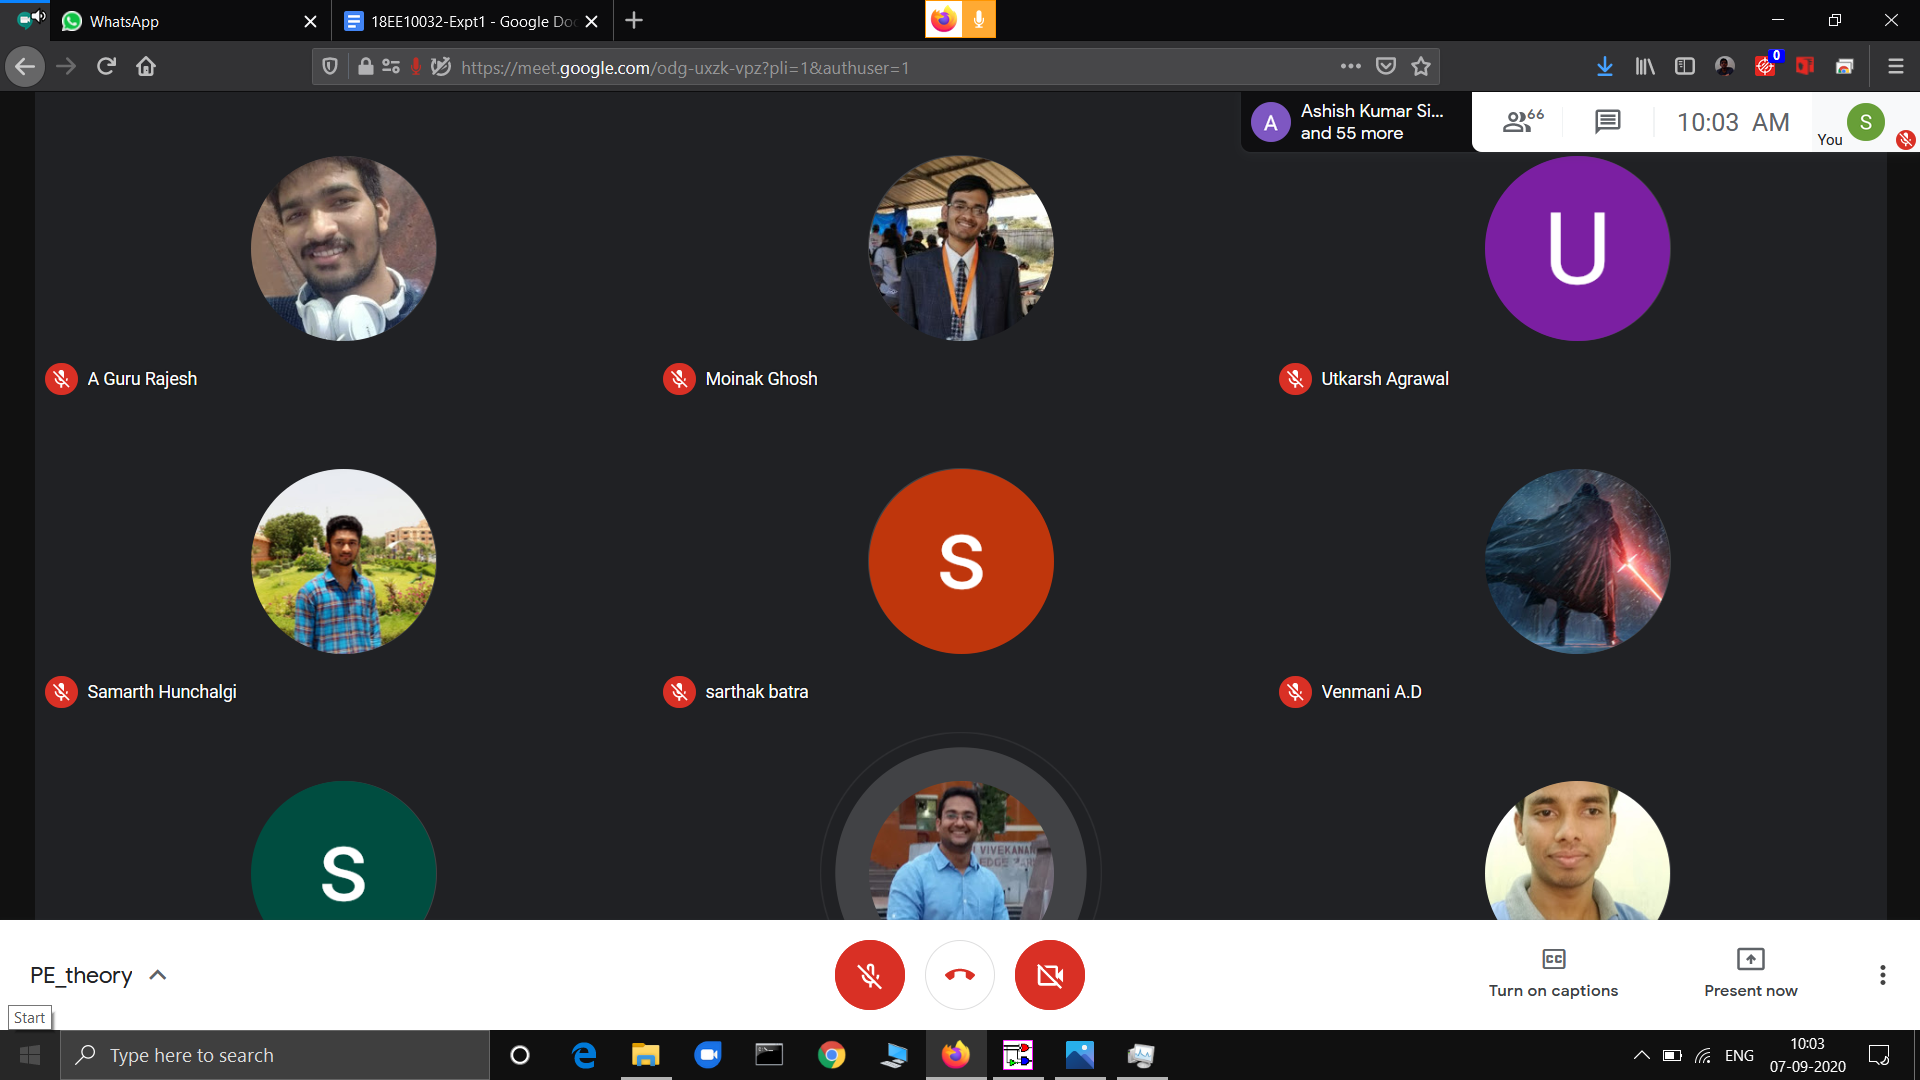 WhatsApp
18EE10032-Expt1 - Google Do
https://meet.google.com/odg-uxzk-vpz?pli=1&authuser=1
0
A
Ashish Kumar Si...
and 55 more
66
10:03 AM
You
S
U
A Guru Rajesh
Moinak Ghosh
Utkarsh Agrawal
S
Samarth Hunchalgi
sarthak batra
Venmani A.D
S
VIVEKANAN
EDGE PAR
PE_theory
CC
Turn on captions
Present now
Start
Type here to search
ENG
10:03
07-09-2020